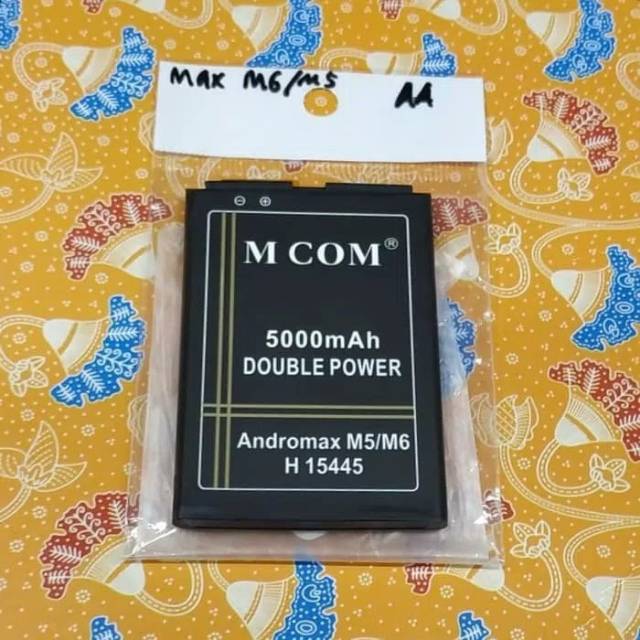 MAX M6/M5 AA
⊖ ⊕
M COM®
5000mAh
DOUBLE POWER
Andromax M5/M6
H 15445